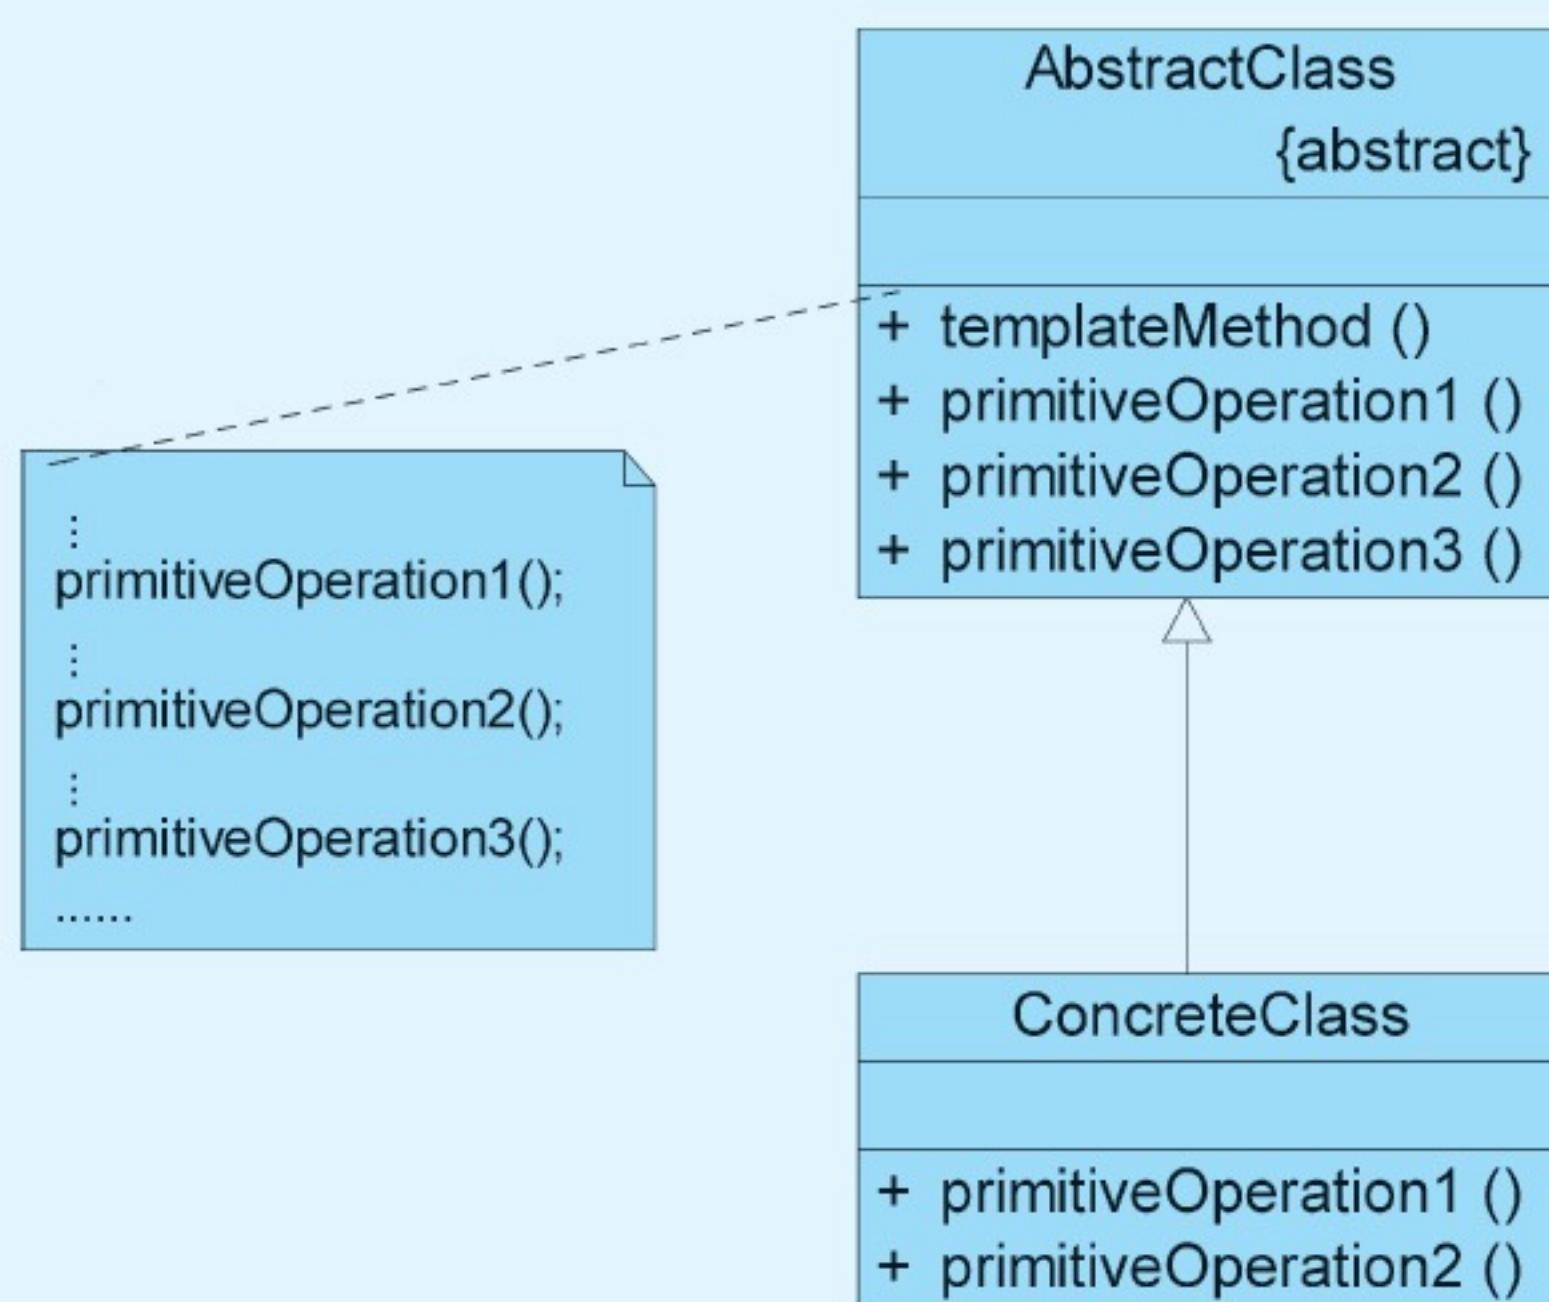 AbstractClass
{abstract}
+ templateMethod ()
+ primitiveOperation1 ()
+ primitiveOperation2 ()
+ primitiveOperation3 ()
⋮
primitiveOperation1();
⋮
primitiveOperation2();
⋮
primitiveOperation3();
......
ConcreteClass
+ primitiveOperation1 ()
+ primitiveOperation2 ()